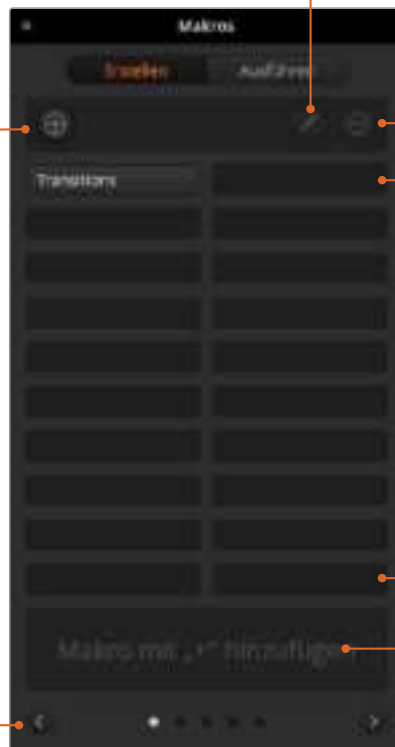 Makros
Erstellen Ausführen
Transitions
Makro mit „+“ hinzufügen